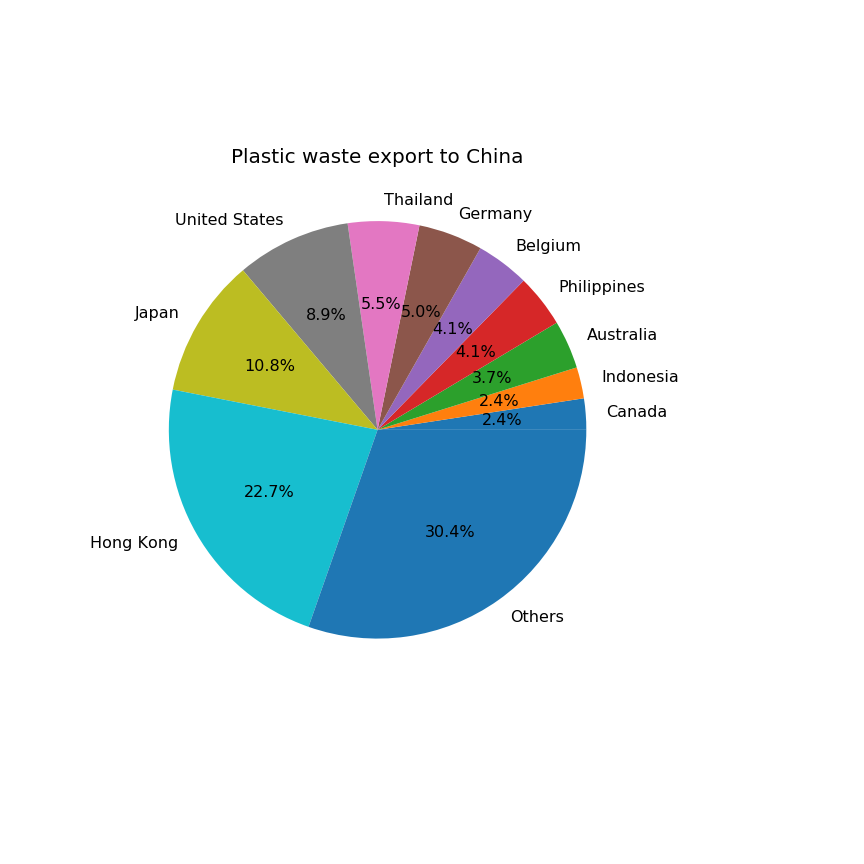 Plastic waste export to China
Thailand
Germany
United States
Belgium
Philippines
Japan
5.5%
5.0%
8.9%
4.1%
Australia
4.1%
10.8%
3.7%
Indonesia
2.4%
Canada
2.4%
22.7%
30.4%
Hong Kong
Others